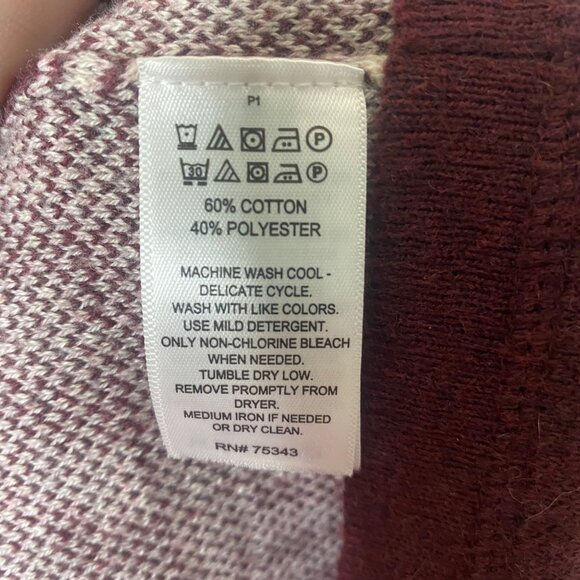 P1
P
30 P
60% COTTON
40% POLYESTER
MACHINE WASH COOL -
DELICATE CYCLE.
WASH WITH LIKE COLORS.
USE MILD DETERGENT.
ONLY NON-CHLORINE BLEACH
WHEN NEEDED.
TUMBLE DRY LOW.
REMOVE PROMPTLY FROM
DRYER.
MEDIUM IRON IF NEEDED
OR DRY CLEAN.
RN# 75343